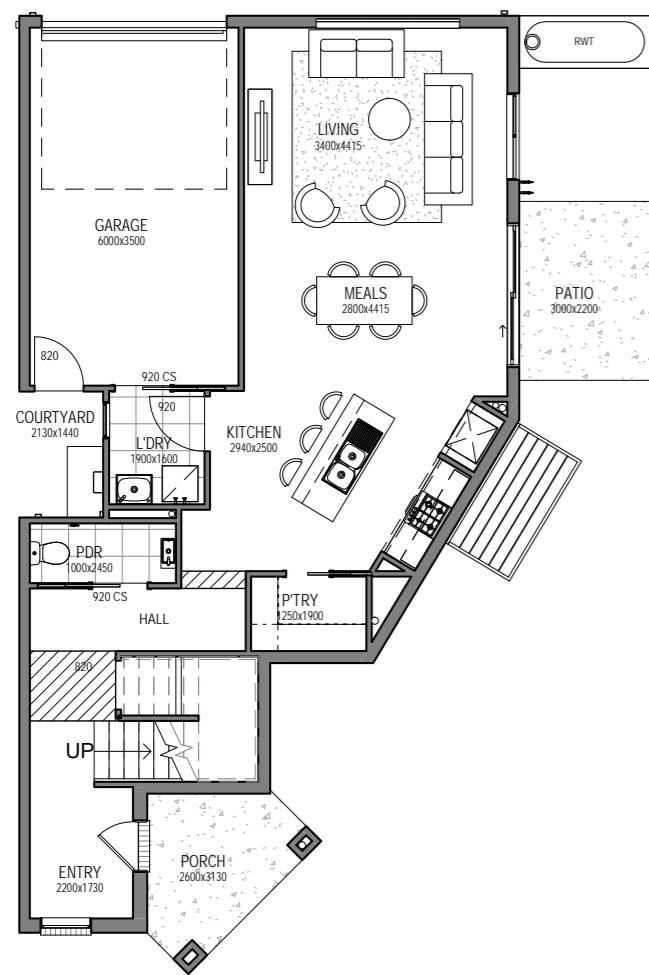 RWT
LIVING
3400x4415
GARAGE
6000x3500
MEALS
2800x4415
PATIO
3000x2200
820
920 CS
920
COURTYARD
2130x1440
KITCHEN
2940x2500
L'DRY
1900x1600
PDR
1000x2450
920 CS
HALL
P'TRY
1250x1900
820
UP
ENTRY
2200x1730
PORCH
2600x3130